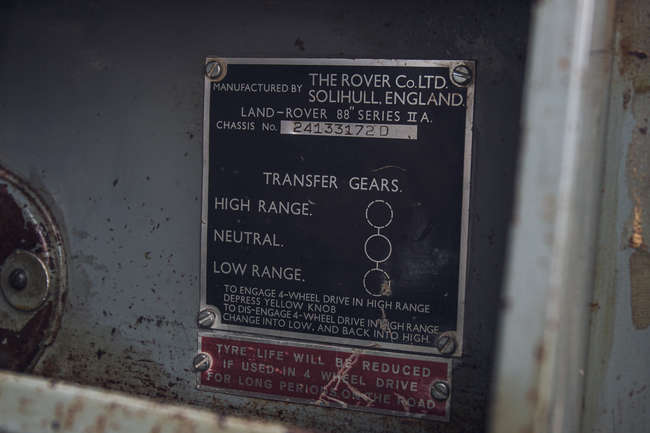 MANUFACTURED BY THE ROVER Co. LTD.
SOLIHULL, ENGLAND.
LAND-ROVER 88" SERIES II A.
CHASSIS No. 24133172D
TRANSFER GEARS.
HIGH RANGE.
NEUTRAL.
LOW RANGE.
TO ENGAGE 4-WHEEL DRIVE IN HIGH RANGE
DEPRESS YELLOW KNOB
TO DIS-ENGAGE 4-WHEEL DRIVE IN HIGH RANGE
CHANGE INTO LOW, AND BACK INTO HIGH.
TYRE LIFE WILL BE REDUCED
IF USED IN 4 WHEEL DRIVE
FOR LONG PERIODS ON THE ROAD